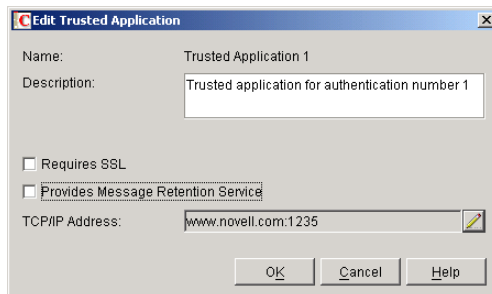 Edit Trusted Application
Name: Trusted Application 1
Description: Trusted application for authentication number 1
Requires SSL
Provides Message Retention Service
TCP/IP Address: www.novell.com:1235
OK Cancel Help